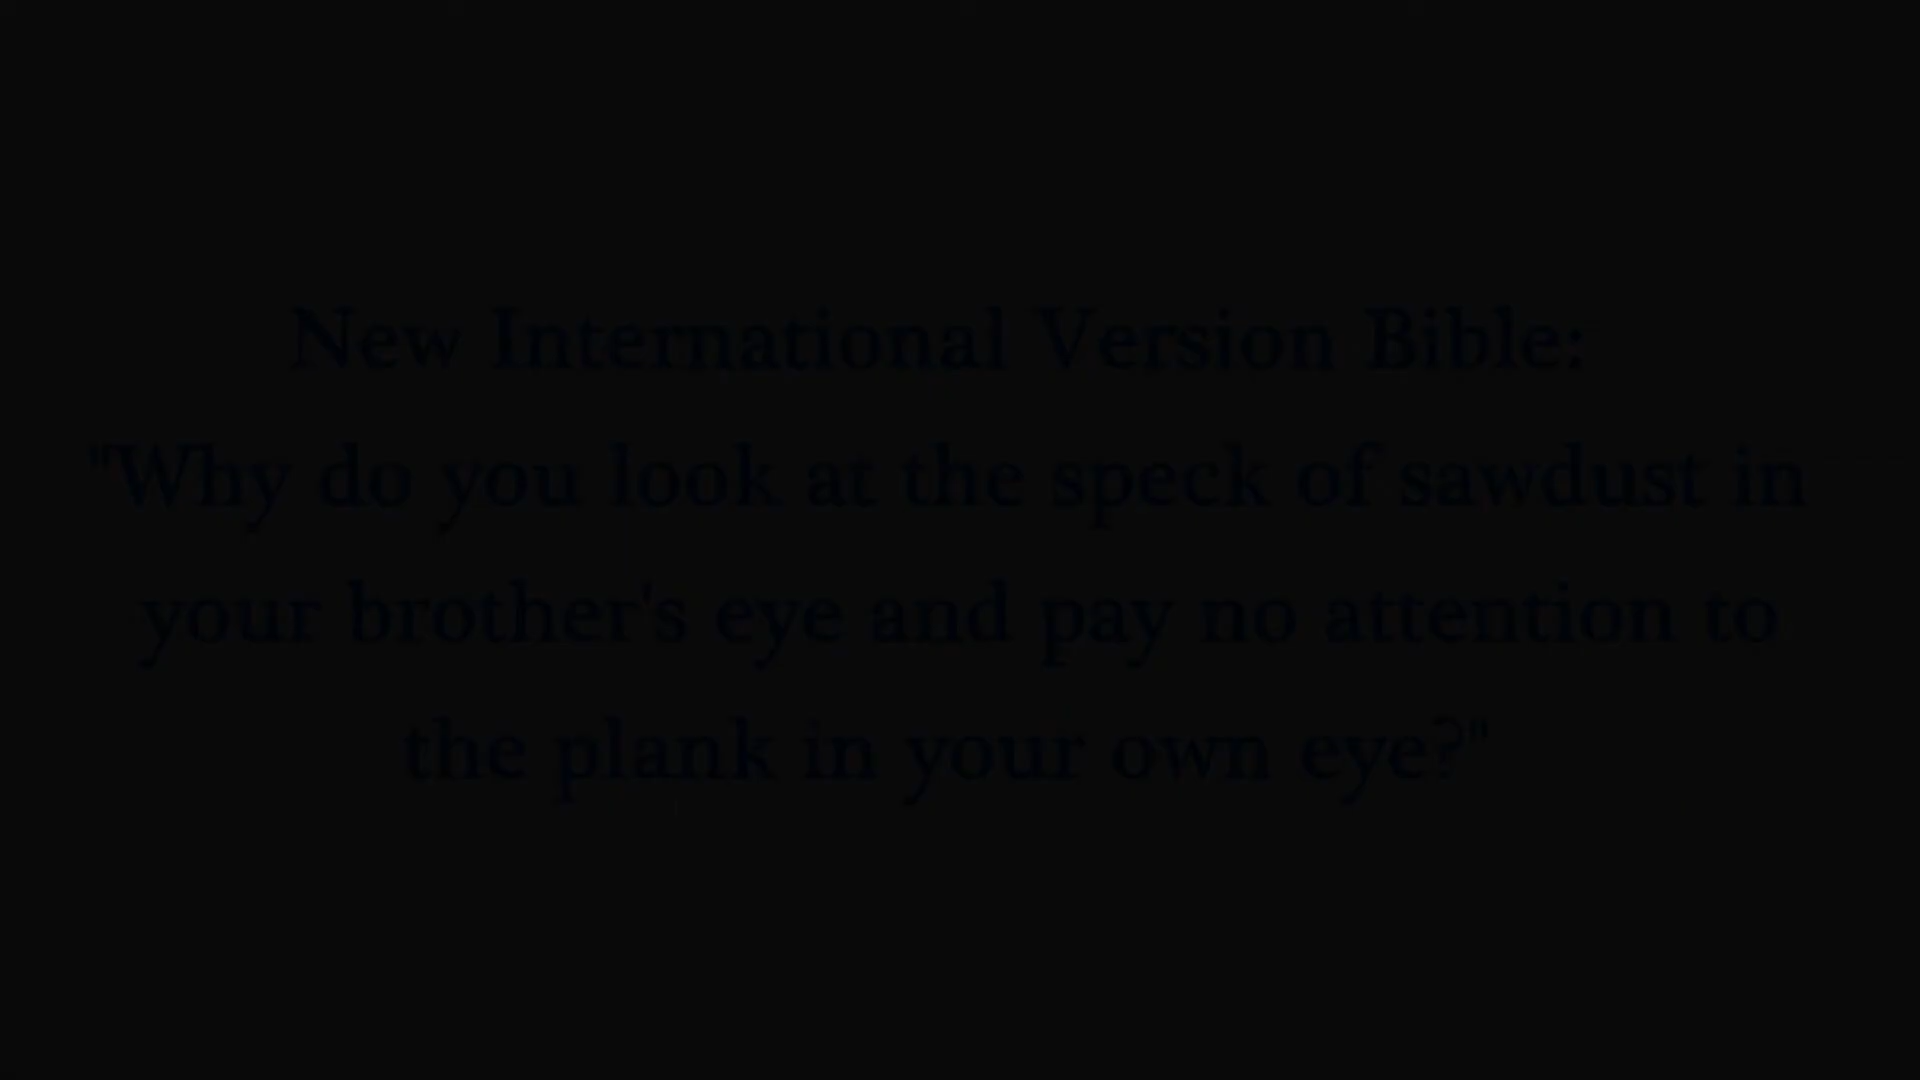 New International Version Bible:
"Why do you look at the speck of sawdust in
your brother's eye and pay no attention to
the plank in your own eye?"